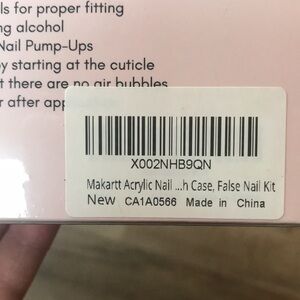 ls for proper fitting
ng alcohol
Nail Pump-Ups
by starting at the cuticle
t there are no air bubbles
r after app
X002NHB9QN
Makartt Acrylic Nail ...h Case, False Nail Kit
New CA1A0566 Made in China